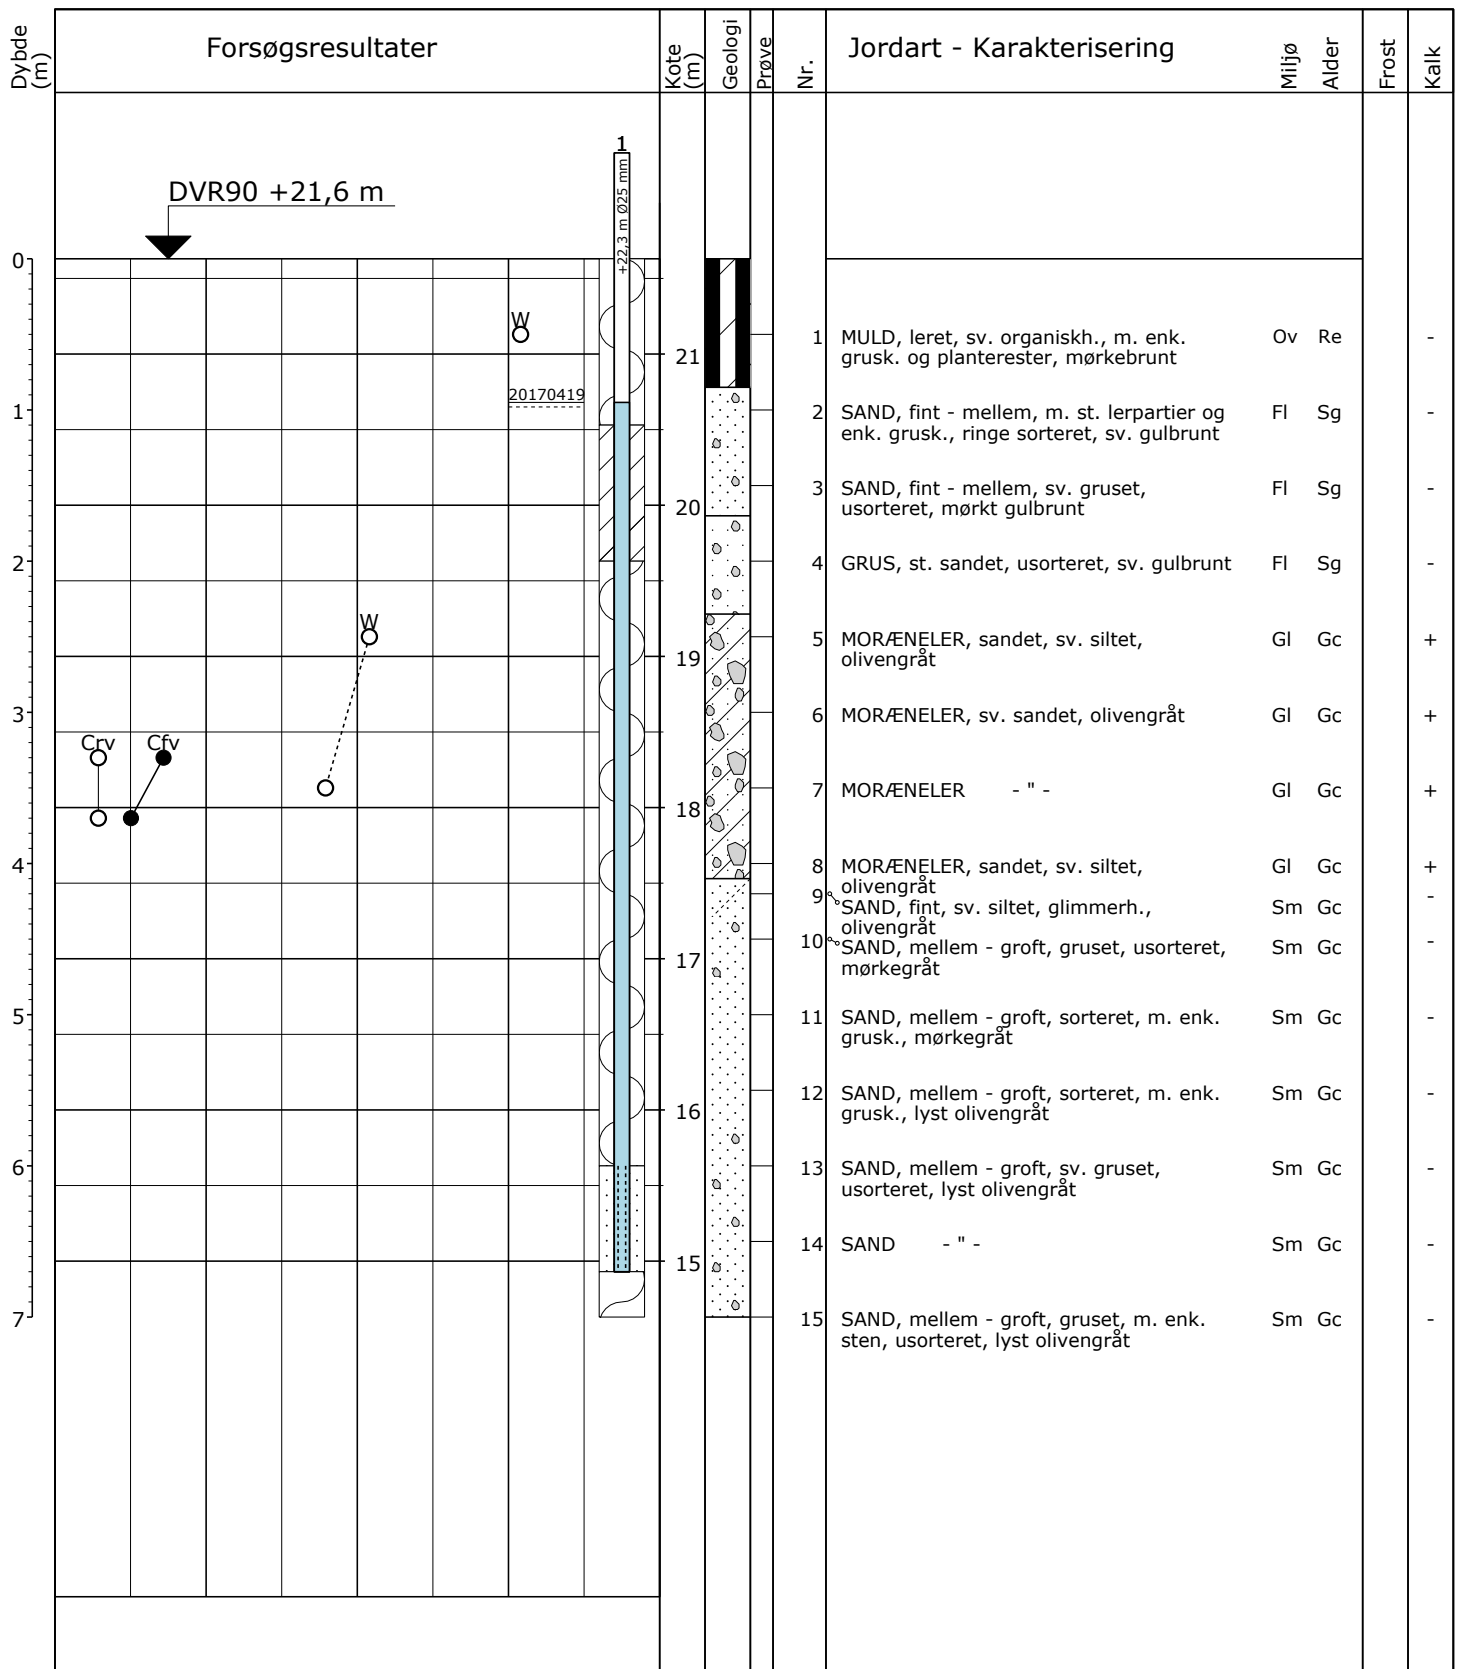 Dybde
(m)
Forsøgsresultater
Kote
(m)
Geologi
Prøve
Nr.
Jordart - Karakterisering
Miljø
Alder
Frost
Kalk
1
+22,3 m Ø25 mm
DVR90 +21,6 m
0
W
1 MULD, leret, sv. organiskh., m. enk. Ov Re -
grusk. og planterester, mørkebrunt
21
20170419
1
2 SAND, fint - mellem, m. st. lerpartier og Fl Sg -
enk. grusk., ringe sorteret, sv. gulbrunt
3 SAND, fint - mellem, sv. gruset, Fl Sg -
usorteret, mørkt gulbrunt
20
2
4 GRUS, st. sandet, usorteret, sv. gulbrunt Fl Sg -
W
5 MORÆNELER, sandet, sv. siltet, Gl Gc +
olivengråt
19
3
6 MORÆNELER, sv. sandet, olivengråt Gl Gc +
Crv Cfv
7 MORÆNELER - " - Gl Gc +
18
4
8 MORÆNELER, sandet, sv. siltet, Gl Gc +
olivengråt
9 SAND, fint, sv. siltet, glimmerh., Sm Gc -
olivengråt
10 SAND, mellem - groft, gruset, usorteret, Sm Gc -
mørkegråt
17
5
11 SAND, mellem - groft, sorteret, m. enk. Sm Gc -
grusk., mørkegråt
12 SAND, mellem - groft, sorteret, m. enk. Sm Gc -
grusk., lyst olivengråt
16
6
13 SAND, mellem - groft, sv. gruset, Sm Gc -
usorteret, lyst olivengråt
14 SAND - " - Sm Gc -
15
7
15 SAND, mellem - groft, gruset, m. enk. Sm Gc -
sten, usorteret, lyst olivengråt